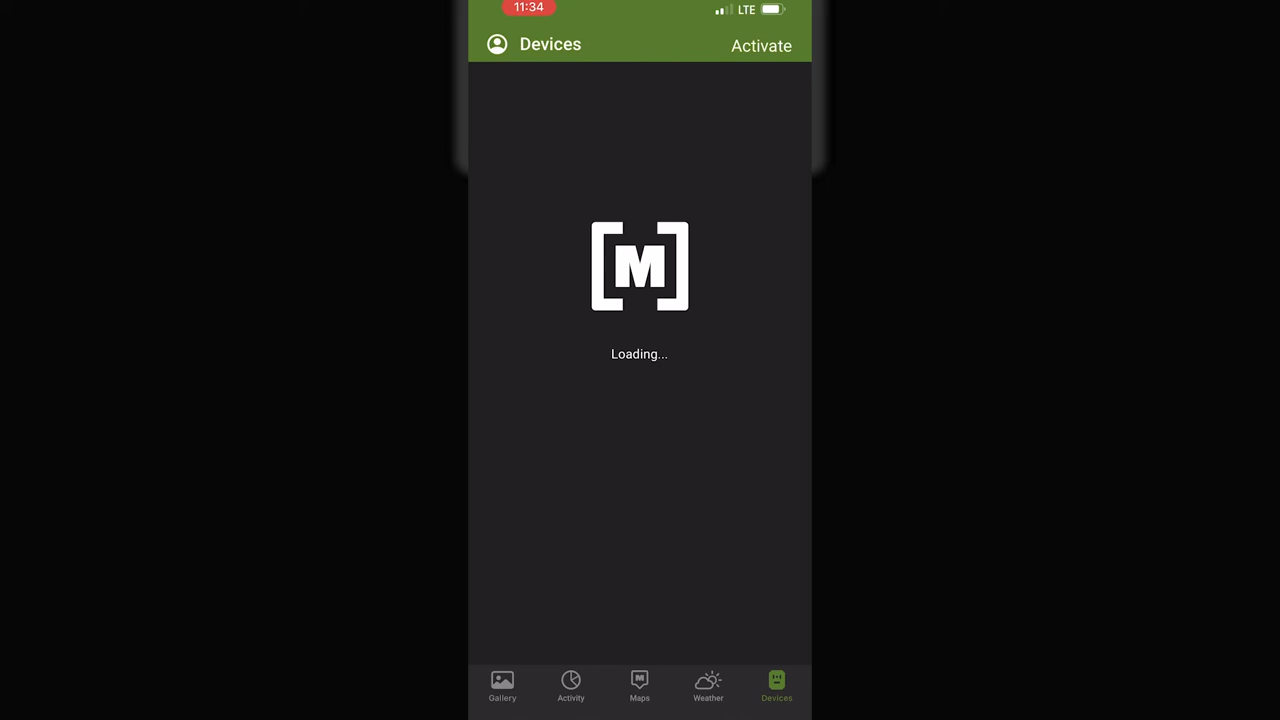 11:34
LTE
Devices
Activate
[M]
Loading...
M
Gallery
Activity
Maps
Weather
Devices